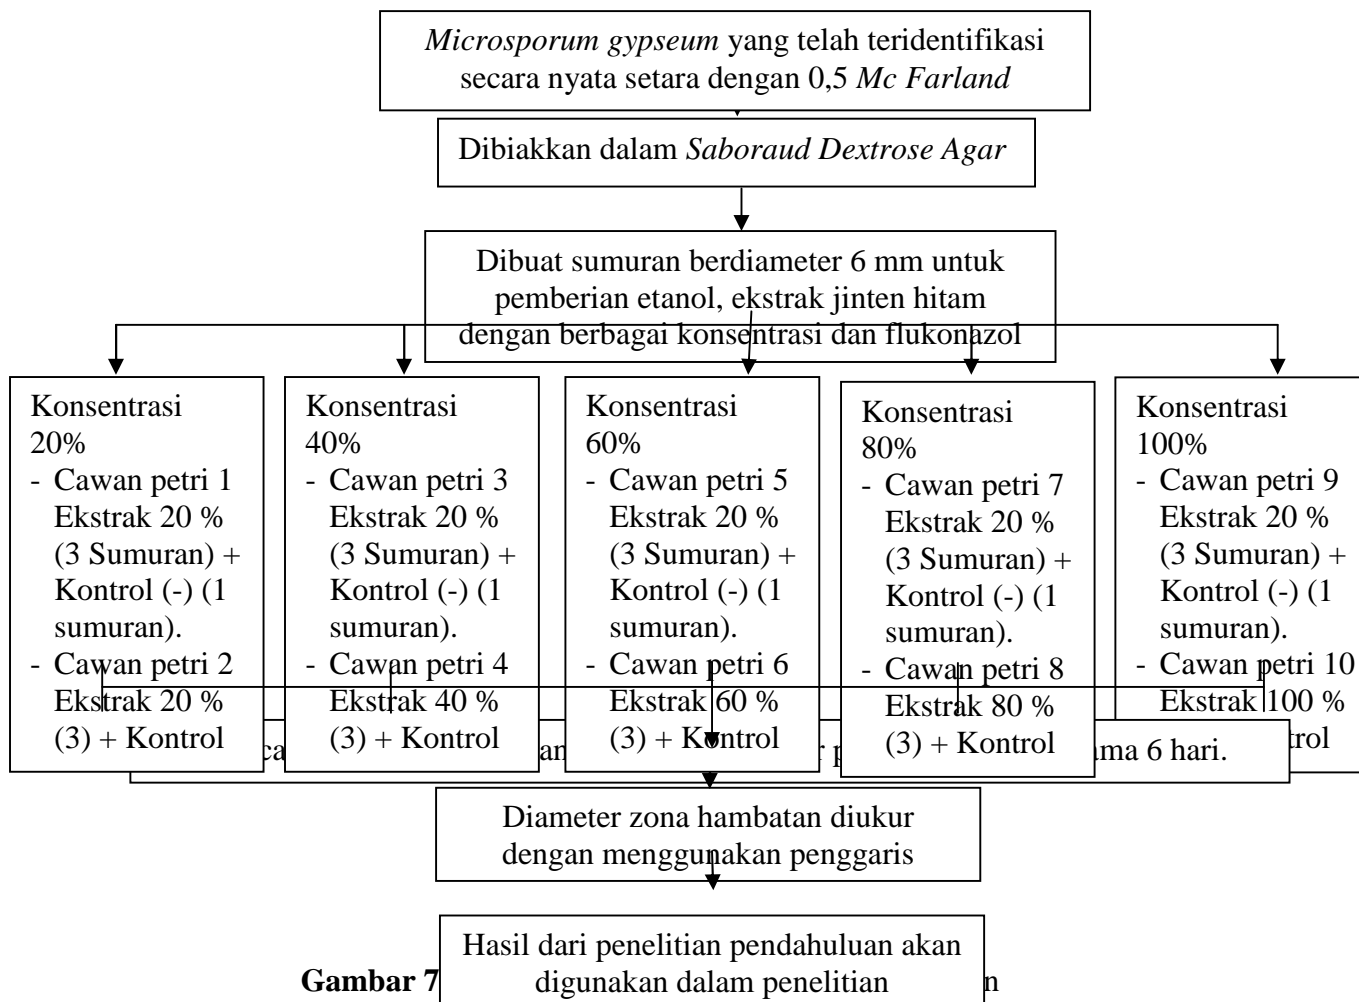 Microsporum gypseum yang telah teridentifikasi
secara nyata setara dengan 0,5 Mc Farland
Dibiakkan dalam Saboraud Dextrose Agar
Dibuat sumuran berdiameter 6 mm untuk
pemberian etanol, ekstrak jinten hitam
dengan berbagai konsentrasi dan flukonazol
Konsentrasi
20%
- Cawan petri 1
Ekstrak 20 %
(3 Sumuran) +
Kontrol (-) (1
sumuran).
- Cawan petri 2
Ekstrak 20 %
(3) + Kontrol
Konsentrasi
40%
- Cawan petri 3
Ekstrak 20 %
(3 Sumuran) +
Kontrol (-) (1
sumuran).
- Cawan petri 4
Ekstrak 40 %
(3) + Kontrol
Konsentrasi
60%
- Cawan petri 5
Ekstrak 20 %
(3 Sumuran) +
Kontrol (-) (1
sumuran).
- Cawan petri 6
Ekstrak 60 %
(3) + Kontrol
Konsentrasi
80%
- Cawan petri 7
Ekstrak 20 %
(3 Sumuran) +
Kontrol (-) (1
sumuran).
- Cawan petri 8
Ekstrak 80 %
(3) + Kontrol
Konsentrasi
100%
- Cawan petri 9
Ekstrak 20 %
(3 Sumuran) +
Kontrol (-) (1
sumuran).
- Cawan petri 10
Ekstrak 100 %
6 hari.
Diameter zona hambatan diukur
dengan menggunakan penggaris
Hasil dari penelitian pendahuluan akan
digunakan dalam penelitian
Gambar 7